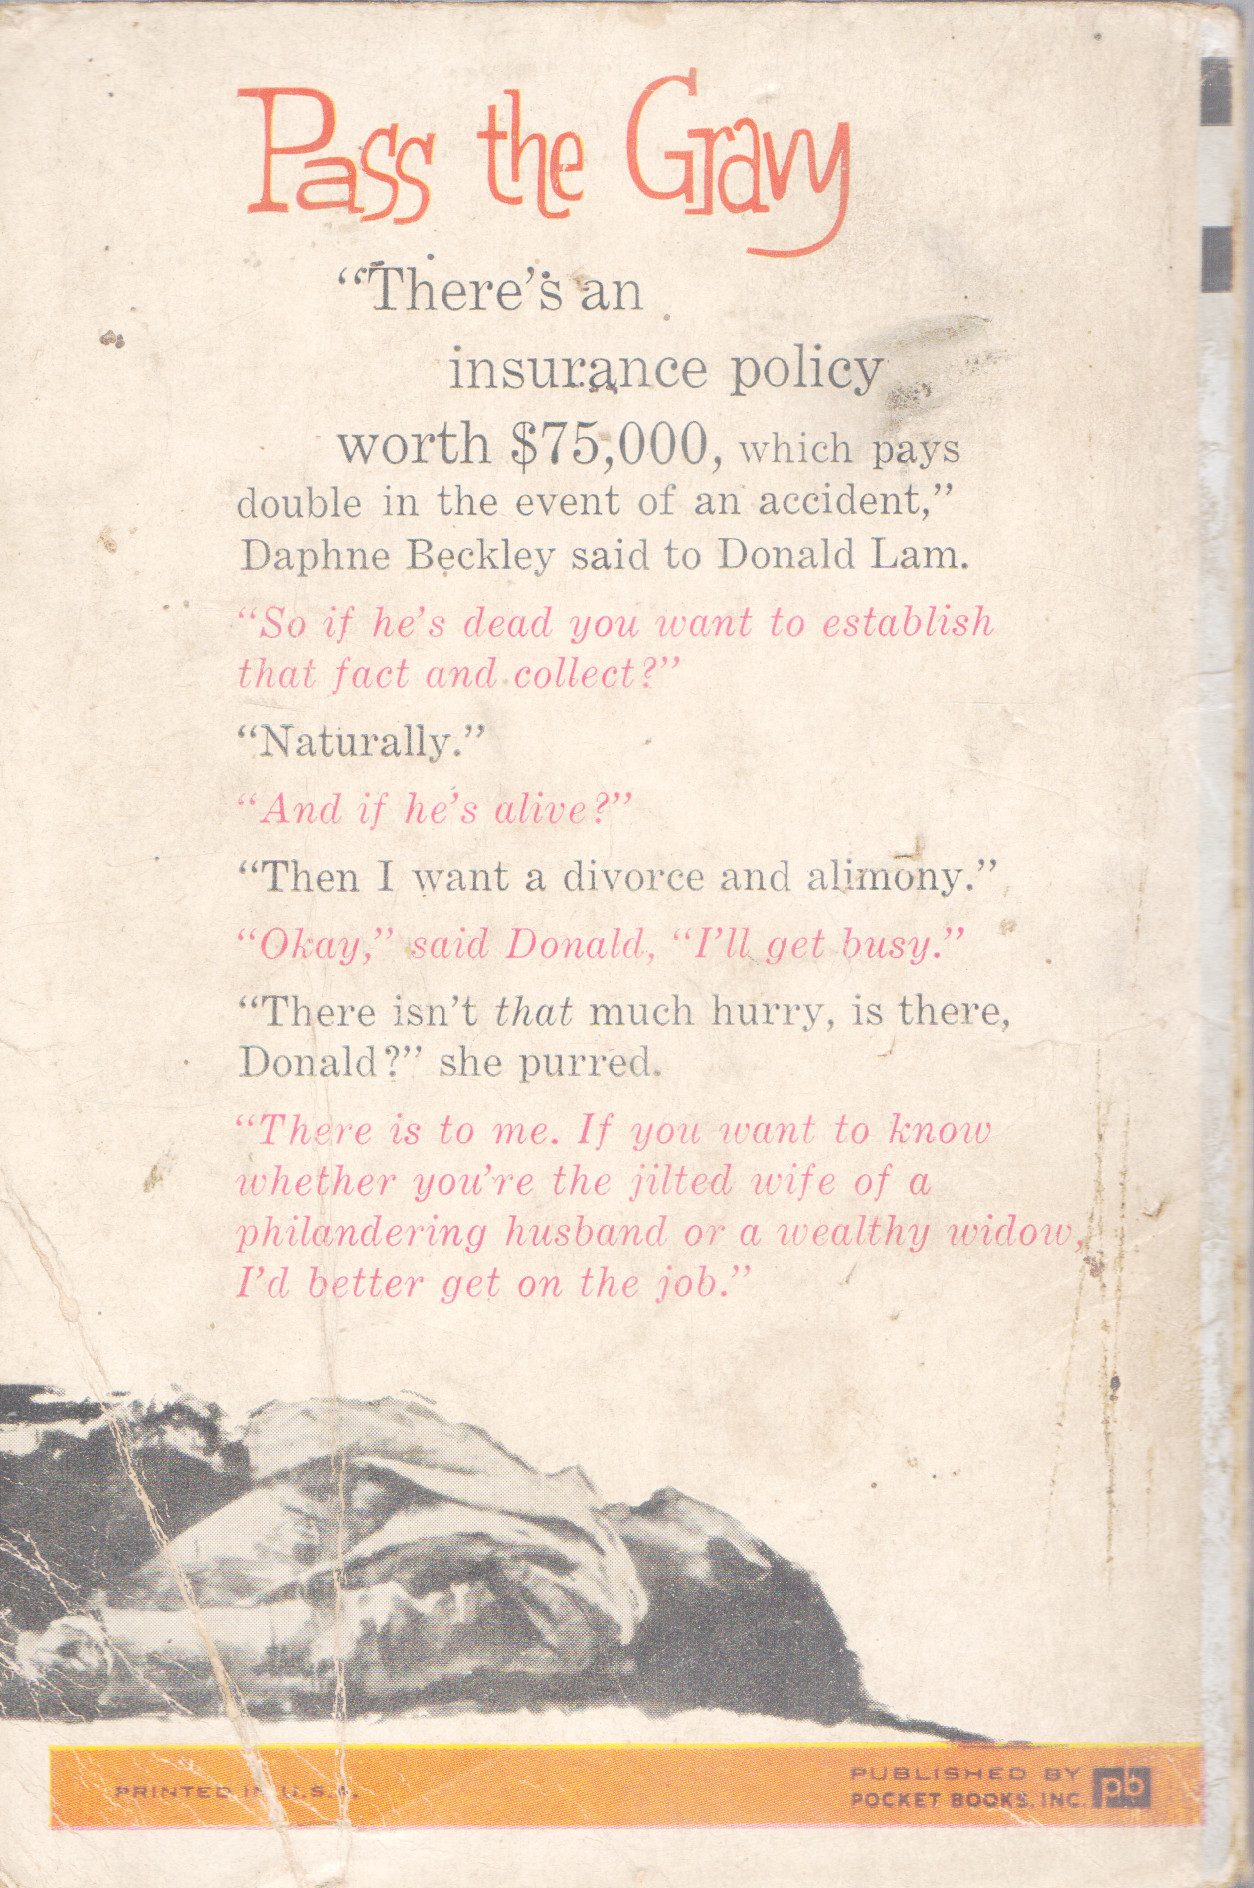 Pass the Gravy
“There’s an
insurance policy
worth $75,000, which pays
double in the event of an accident,”
Daphne Beckley said to Donald Lam.
“So if he’s dead you want to establish
that fact and collect?”
“Naturally.”
“And if he’s alive?”
“Then I want a divorce and alimony.”
“Okay,” said Donald, “I’ll get busy.”
“There isn’t that much hurry, is there,
Donald?” she purred.
“There is to me. If you want to know
whether you’re the jilted wife of a
philandering husband or a wealthy widow,
I’d better get on the job.”
PRINTED IN U.S.A.
PUBLISHED BY
POCKET BOOKS, INC. pb